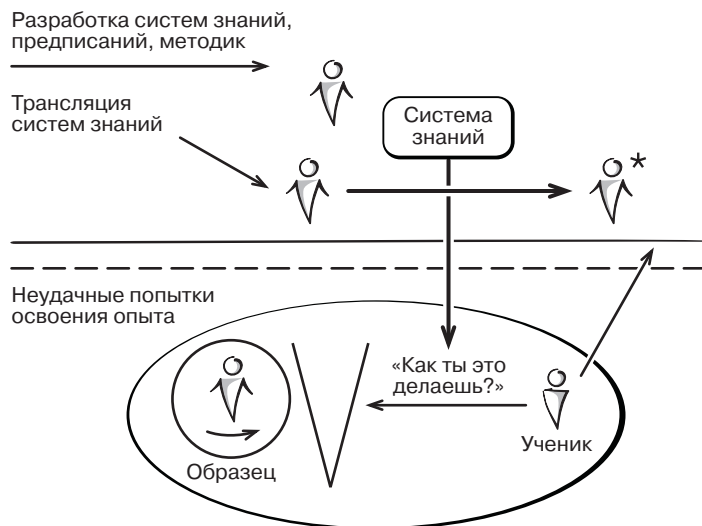 Разработка систем знаний,
предписаний, методик
Трансляция
систем знаний
Система
знаний
*
Неудачные попытки
освоения опыта
«Как ты это
делаешь?»
Ученик
Образец